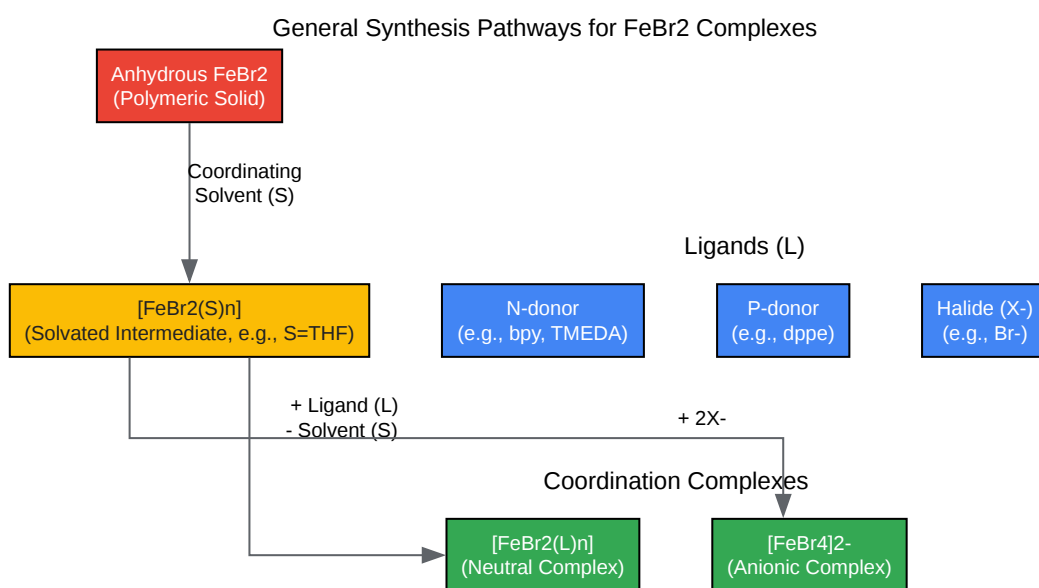 General Synthesis Pathways for FeBr2 Complexes
Anhydrous FeBr2
(Polymeric Solid)
Coordinating
Solvent (S)
Ligands (L)
[FeBr2(S)n]
(Solvated Intermediate, e.g., S=THF)
N-donor
(e.g., bpy, TMEDA)
P-donor
(e.g., dppe)
Halide (X-)
(e.g., Br-)
+ Ligand (L)
- Solvent (S)
+ 2X-
Coordination Complexes
[FeBr2(L)n]
(Neutral Complex)
[FeBr4]2-
(Anionic Complex)